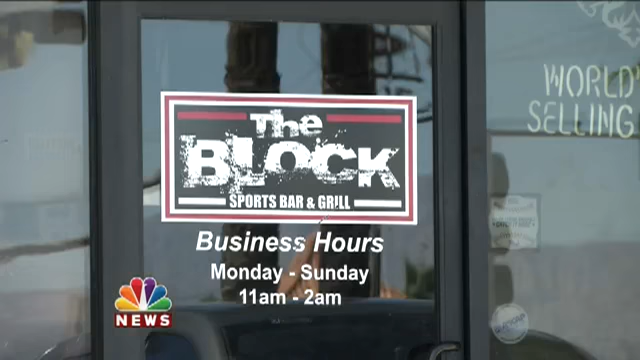 The
BLOCK
SPORTS BAR & GRILL
Business Hours
Monday - Sunday
11am - 2am
WORLD'
SELLING
NEWS